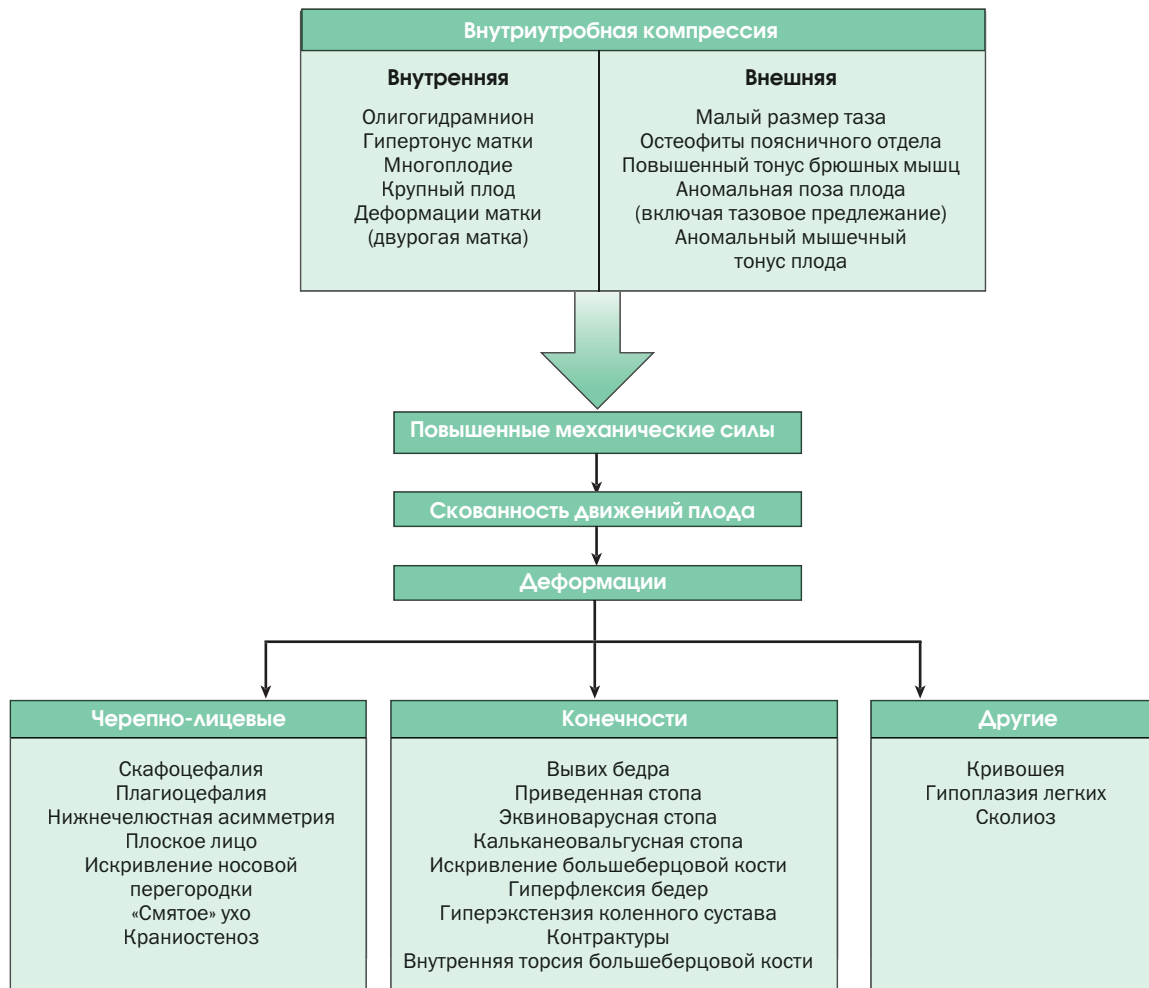 Внутриутробная компрессия
Внутренняя
Олигогидрамнион
Гипертонус матки
Многоплодие
Крупный плод
Деформации матки
(двурогая матка)
Внешняя
Малый размер таза
Остеофиты поясничного отдела
Повышенный тонус брюшных мышц
Аномальная поза плода
(включая тазовое предлежание)
Аномальный мышечный
тонус плода
Повышенные механические силы
Скованность движений плода
Деформации
Черепно-лицевые
Скафоцефалия
Плагиоцефалия
Нижнечелюстная асимметрия
Плоское лицо
Искривление носовой
перегородки
«Смятое» ухо
Краниостеноз
Конечности
Вывих бедра
Приведенная стопа
Эквиноварусная стопа
Кальканеовальгусная стопа
Искривление большеберцовой кости
Гиперфлексия бедер
Гиперэкстензия коленного сустава
Контрактуры
Внутренняя торсия большеберцовой кости
Другие
Кривошея
Гипоплазия легких
Сколиоз